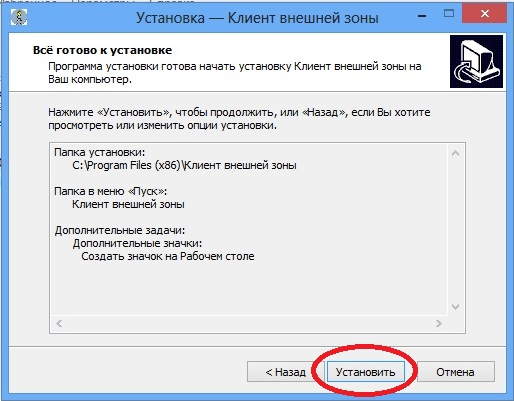 Установка — Клиент внешней зоны
Всё готово к установке
Программа установки готова начать установку Клиент внешней зоны на
Ваш компьютер.
Нажмите «Установить», чтобы продолжить, или «Назад», если Вы хотите
просмотреть или изменить опции установки.
Папка установки:
C:\Program Files (x86)\Клиент внешней зоны
Папка в меню «Пуск»:
Клиент внешней зоны
Дополнительные задачи:
Дополнительные значки:
Создать значок на Рабочем столе
< Назад
Установить
Отмена